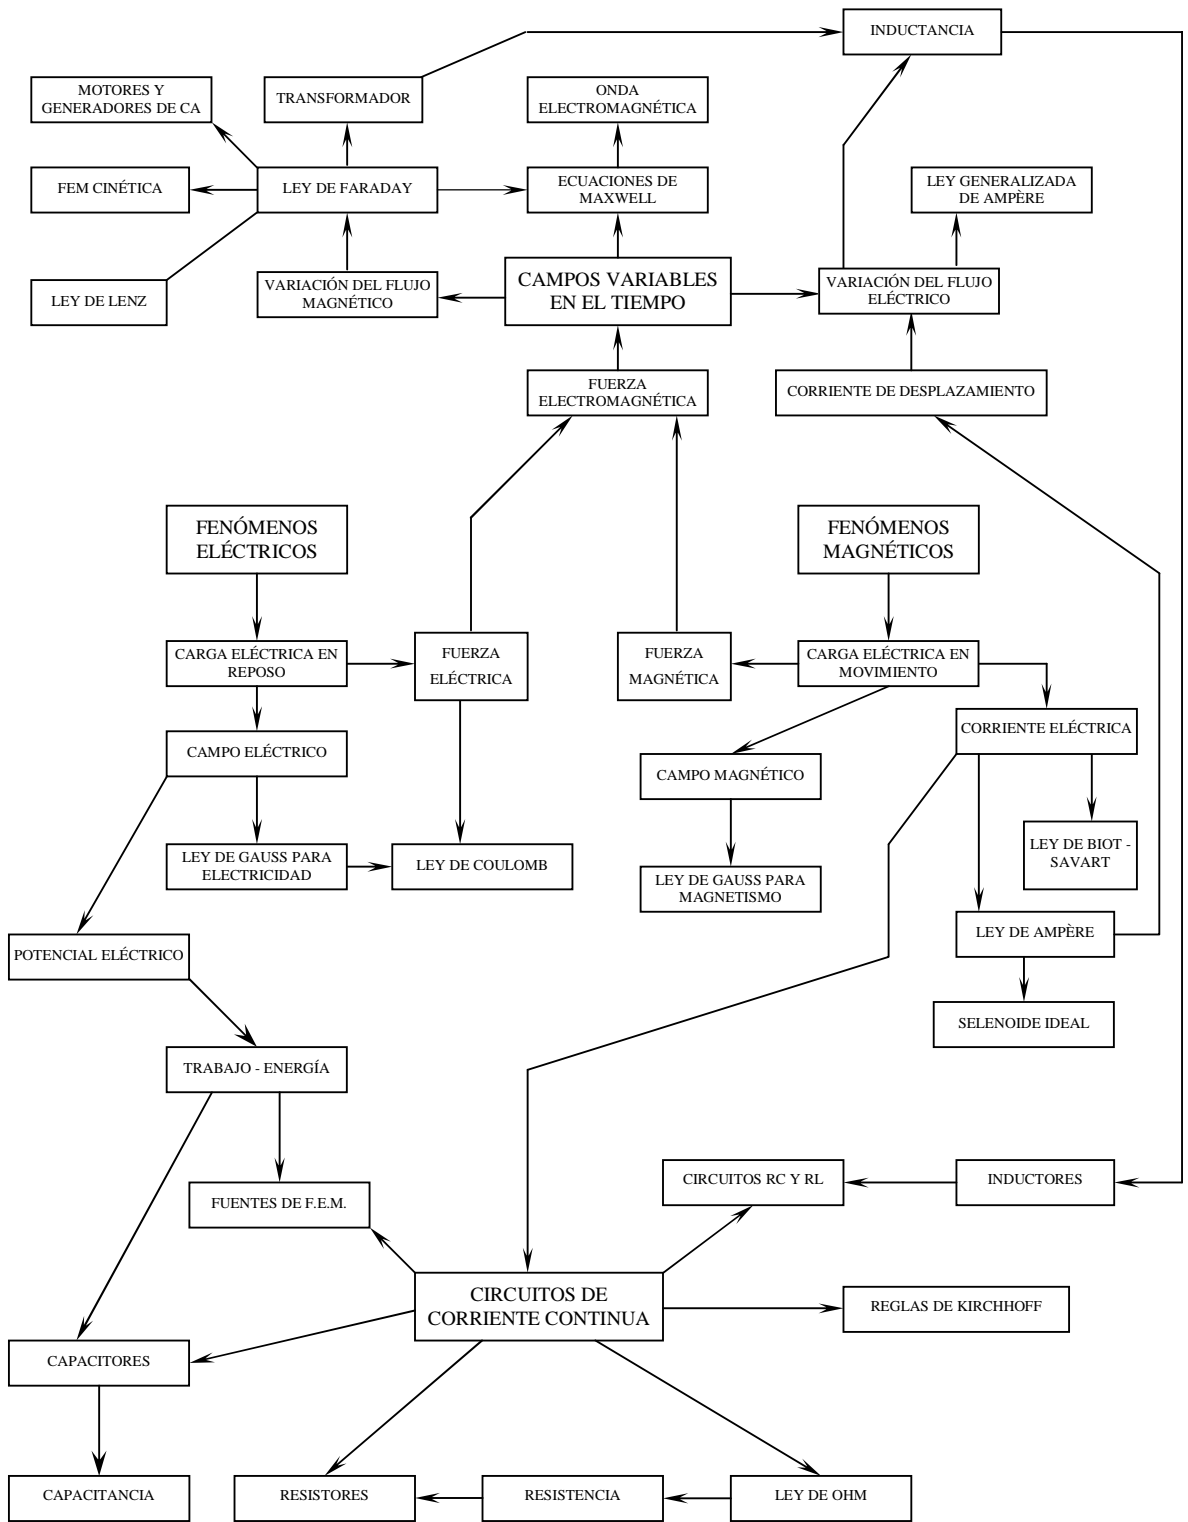 INDUCTANCIA
MOTORES Y
GENERADORES DE CA
TRANSFORMADOR
ONDA
ELECTROMAGNÉTICA
FEM CINÉTICA
LEY DE FARADAY
ECUACIONES DE
MAXWELL
LEY GENERALIZADA
DE AMPÈRE
LEY DE LENZ
VARIACIÓN DEL FLUJO
MAGNÉTICO
CAMPOS VARIABLES
EN EL TIEMPO
VARIACIÓN DEL FLUJO
ELÉCTRICO
FUERZA
ELECTROMAGNÉTICA
CORRIENTE DE DESPLAZAMIENTO
FENÓMENOS
ELÉCTRICOS
FENÓMENOS
MAGNÉTICOS
CARGA ELÉCTRICA EN
REPOSO
FUERZA
ELÉCTRICA
FUERZA
MAGNÉTICA
CARGA ELÉCTRICA EN
MOVIMIENTO
CORRIENTE ELÉCTRICA
CAMPO ELÉCTRICO
CAMPO MAGNÉTICO
LEY DE BIOT -
SAVART
LEY DE GAUSS PARA
ELECTRICIDAD
LEY DE COULOMB
LEY DE GAUSS PARA
MAGNETISMO
LEY DE AMPÈRE
POTENCIAL ELÉCTRICO
SELENOIDE IDEAL
TRABAJO - ENERGÍA
CIRCUITOS RC Y RL
INDUCTORES
FUENTES DE F.E.M.
CIRCUITOS DE
CORRIENTE CONTINUA
REGLAS DE KIRCHHOFF
CAPACITORES
CAPACITANCIA
RESISTORES
RESISTENCIA
LEY DE OHM